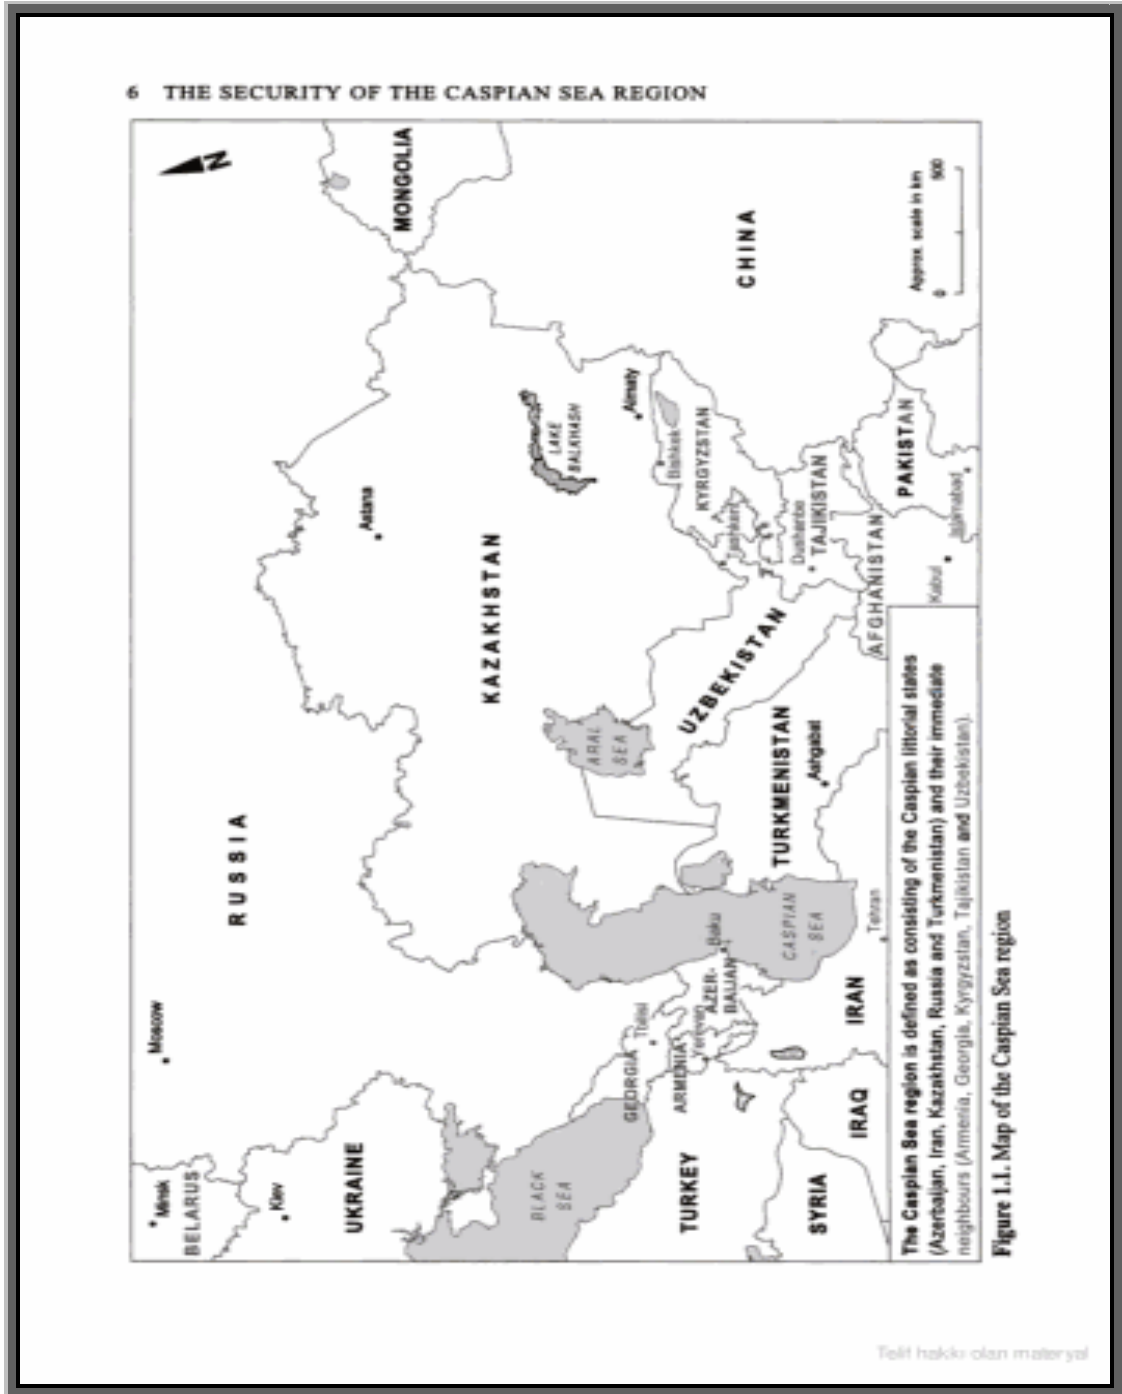 6 THE SECURITY OF THE CASPIAN SEA REGION
N
Moscow
Minsk
BELARUS
Kiev
UKRAINE
RUSSIA
MONGOLIA
Astana
KAZAKHSTAN
LAKE
BALKHASH
Almaty
CHINA
ARAL
SEA
BLACK
SEA
GEORGIA
Tbilisi
ARMENIA
Yerevan
AZER-
BAIJAN
Baku
CASPIAN
SEA
Bishkek
KYRGYZSTAN
Tashkent
UZBEKISTAN
Dushanbe
TAJIKISTAN
TURKMENISTAN
Ashgabat
TURKEY
SYRIA
IRAQ
IRAN
Tehran
AFGHANISTAN
Kabul
PAKISTAN
Islamabad
Approx. scale in km
0 500
The Caspian Sea region is defined as consisting of the Caspian littorial states
(Azerbaijan, Iran, Kazakhstan, Russia and Turkmenistan) and their immediate
neighbours (Armenia, Georgia, Kyrgyzstan, Tajikistan and Uzbekistan).
Figure 1.1. Map of the Caspian Sea region
Telif hakkı olan materyal